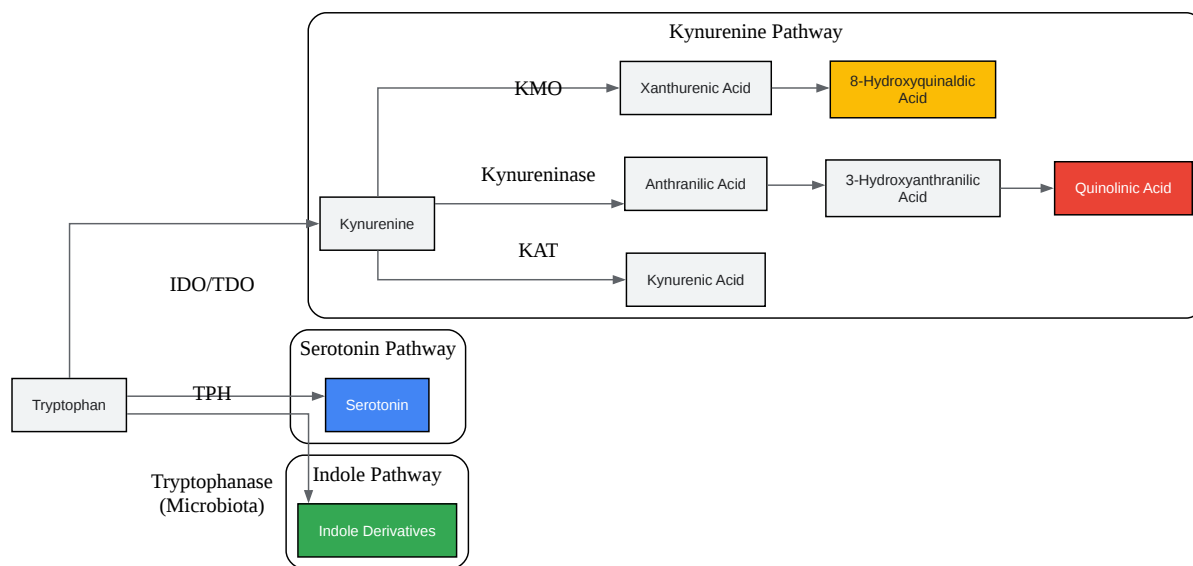 Kynurenine Pathway
KMO
Xanthurenic Acid
8-Hydroxyquinaldic
Acid
Kynureninase
Anthranilic Acid
3-Hydroxyanthranilic
Acid
Quinolinic Acid
Kynurenine
KAT
Kynurenic Acid
IDO/TDO
Serotonin Pathway
Tryptophan
TPH
Serotonin
Tryptophanase
(Microbiota)
Indole Pathway
Indole Derivatives